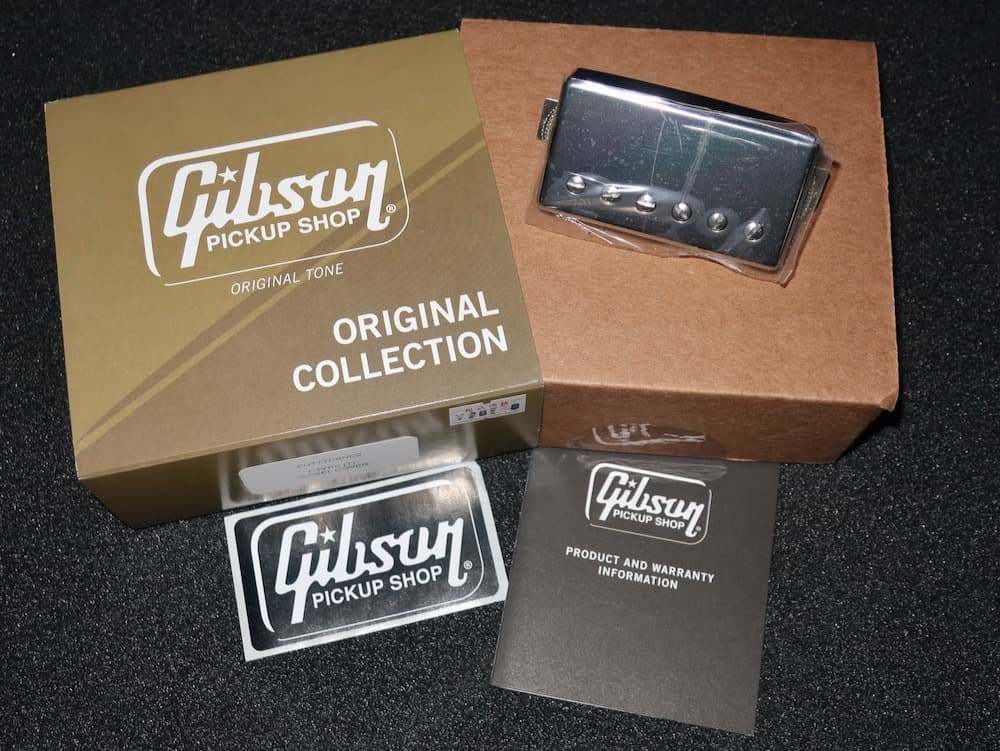 Gibson
PICKUP SHOP
®
ORIGINAL TONE
ORIGINAL
COLLECTION
Gibson
PICKUP SHOP
®
Gibson
PICKUP SHOP
®
PRODUCT AND WARRANTY
INFORMATION